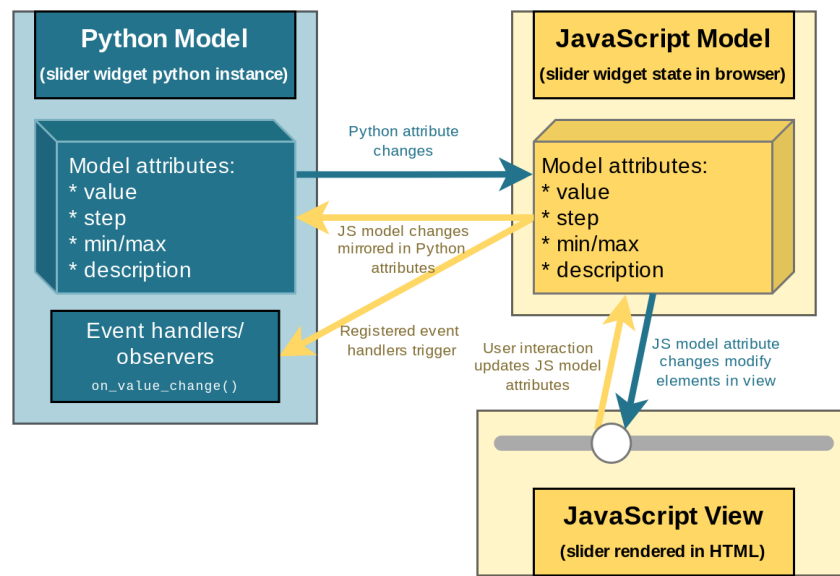 Python Model
(slider widget python instance)
JavaScript Model
(slider widget state in browser)
Python attribute
changes
Model attributes:
* value
* step
* min/max
* description
Model attributes:
* value
* step
* min/max
* description
JS model changes
mirrored in Python
attributes
Event handlers/
observers
on_value_change()
Registered event
handlers trigger
User interaction
updates JS model
attributes
JS model attribute
changes modify
elements in view
JavaScript View
(slider rendered in HTML)